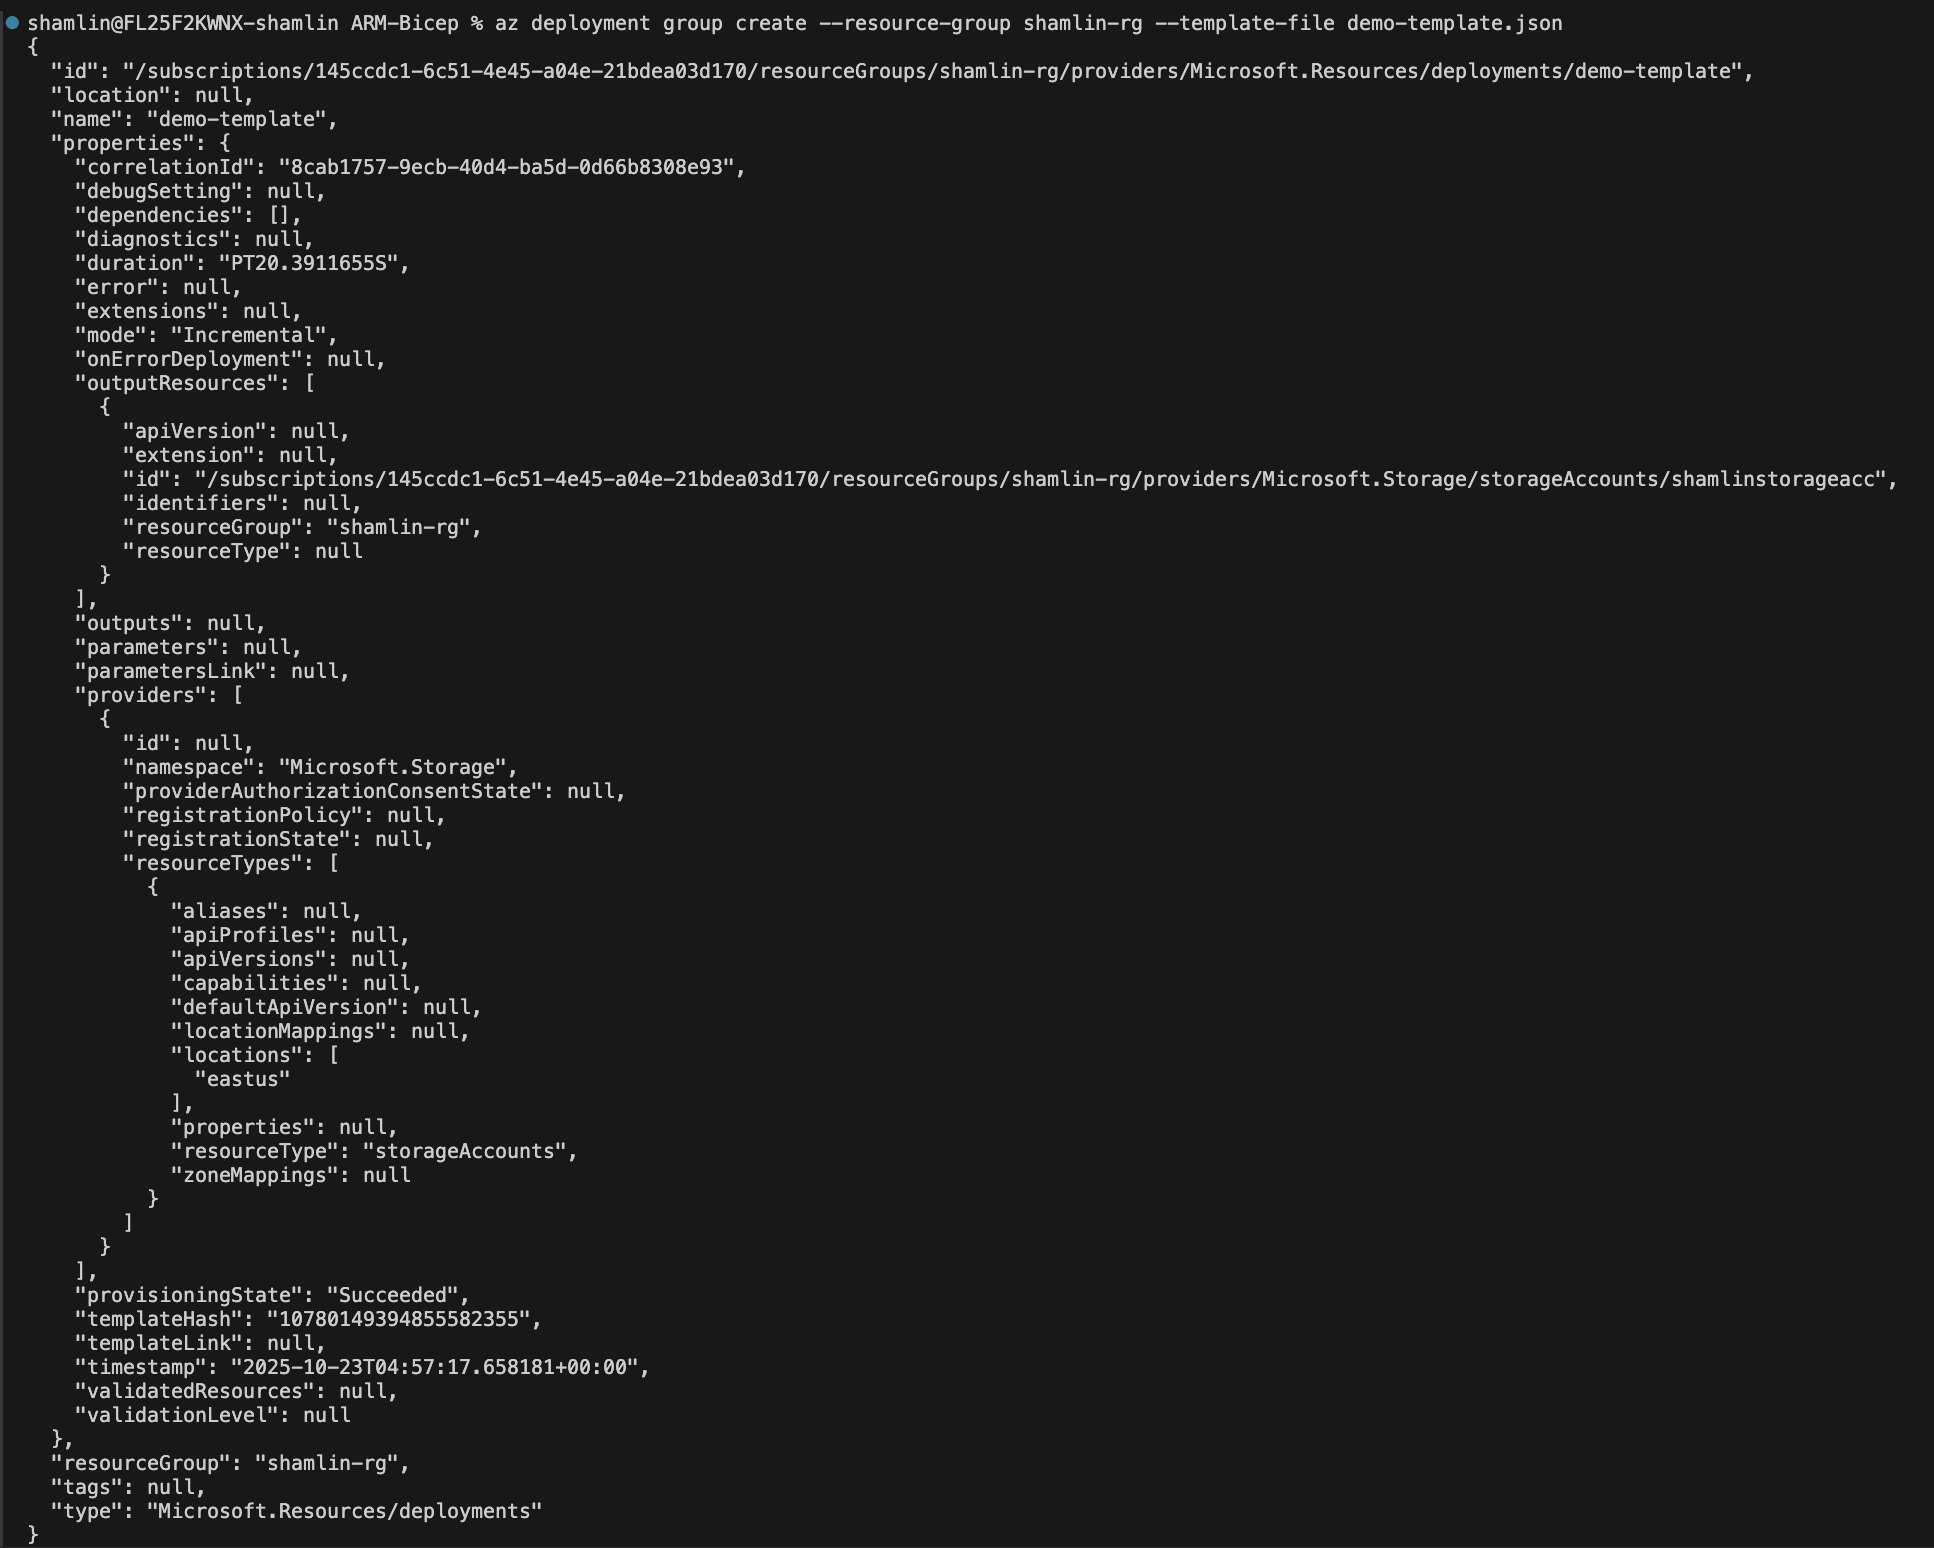 shamlin@FL25F2KWNX-shamlin ARM-Bicep % az deployment group create --resource-group shamlin-rg --template-file demo-template.json
{
  "id": "/subscriptions/145ccdc1-6c51-4e45-a04e-21bdea03d170/resourceGroups/shamlin-rg/providers/Microsoft.Resources/deployments/demo-template",
  "location": null,
  "name": "demo-template",
  "properties": {
    "correlationId": "8cab1757-9ecb-40d4-ba5d-0d66b8308e93",
    "debugSetting": null,
    "dependencies": [],
    "diagnostics": null,
    "duration": "PT20.3911655S",
    "error": null,
    "extensions": null,
    "mode": "Incremental",
    "onErrorDeployment": null,
    "outputResources": [
      {
        "apiVersion": null,
        "extension": null,
        "id": "/subscriptions/145ccdc1-6c51-4e45-a04e-21bdea03d170/resourceGroups/shamlin-rg/providers/Microsoft.Storage/storageAccounts/shamlinstorageacc",
        "identifiers": null,
        "resourceGroup": "shamlin-rg",
        "resourceType": null
      }
    ],
    "outputs": null,
    "parameters": null,
    "parametersLink": null,
    "providers": [
      {
        "id": null,
        "namespace": "Microsoft.Storage",
        "providerAuthorizationConsentState": null,
        "registrationPolicy": null,
        "registrationState": null,
        "resourceTypes": [
          {
            "aliases": null,
            "apiProfiles": null,
            "apiVersions": null,
            "capabilities": null,
            "defaultApiVersion": null,
            "locationMappings": null,
            "locations": [
              "eastus"
            ],
            "properties": null,
            "resourceType": "storageAccounts",
            "zoneMappings": null
          }
        ]
      }
    ],
    "provisioningState": "Succeeded",
    "templateHash": "10780149394855582355",
    "templateLink": null,
    "timestamp": "2025-10-23T04:57:17.658181+00:00",
    "validatedResources": null,
    "validationLevel": null
  },
  "resourceGroup": "shamlin-rg",
  "tags": null,
  "type": "Microsoft.Resources/deployments"
}